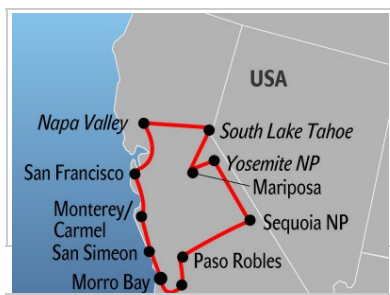 USA
Napa Valley
South Lake Tahoe
Yosemite NP
San Francisco
Mariposa
Monterey/
Carmel
Sequoia NP
San Simeon
Paso Robles
Morro Bay